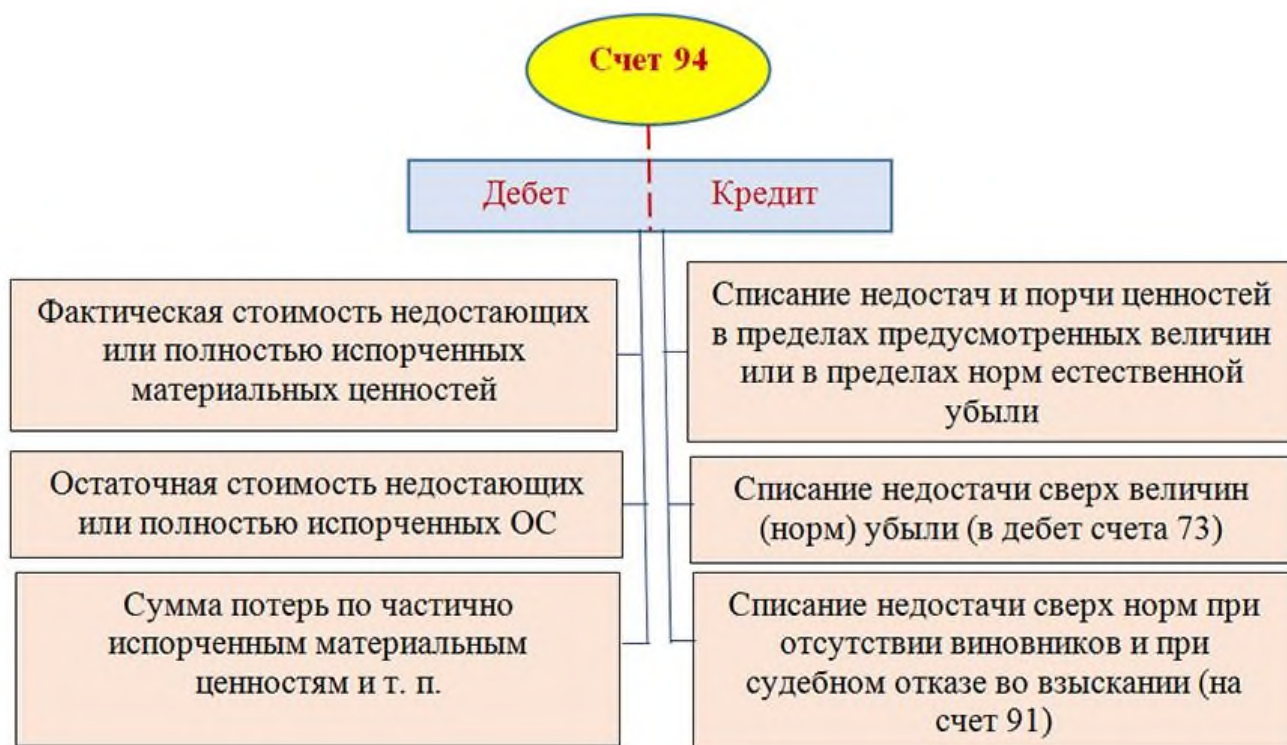 Счет 94
Дебет
Кредит
Фактическая стоимость недостающих
или полностью испорченных
материальных ценностей
Остаточная стоимость недостающих
или полностью испорченных ОС
Сумма потерь по частично
испорченным материальным
ценностям и т. п.
Списание недостач и порчи ценностей
в пределах предусмотренных величин
или в пределах норм естественной
убыли
Списание недостачи сверх величин
(норм) убыли (в дебет счета 73)
Списание недостачи сверх норм при
отсутствии виновников и при
судебном отказе во взыскании (на
счет 91)